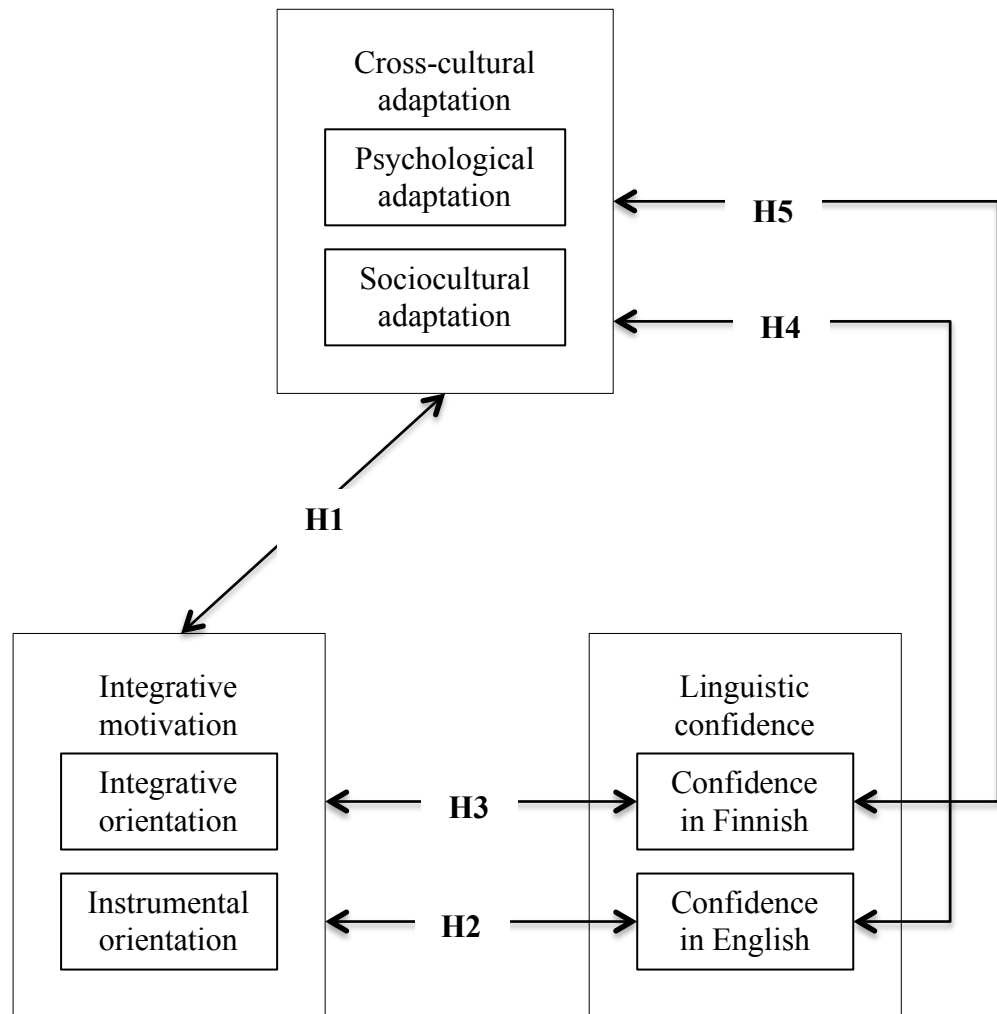 Cross-cultural
adaptation
Psychological
adaptation
H5
Sociocultural
adaptation
H4
H1
Integrative
motivation
Linguistic
confidence
Integrative
orientation
H3
Confidence
in Finnish
Instrumental
orientation
H2
Confidence
in English